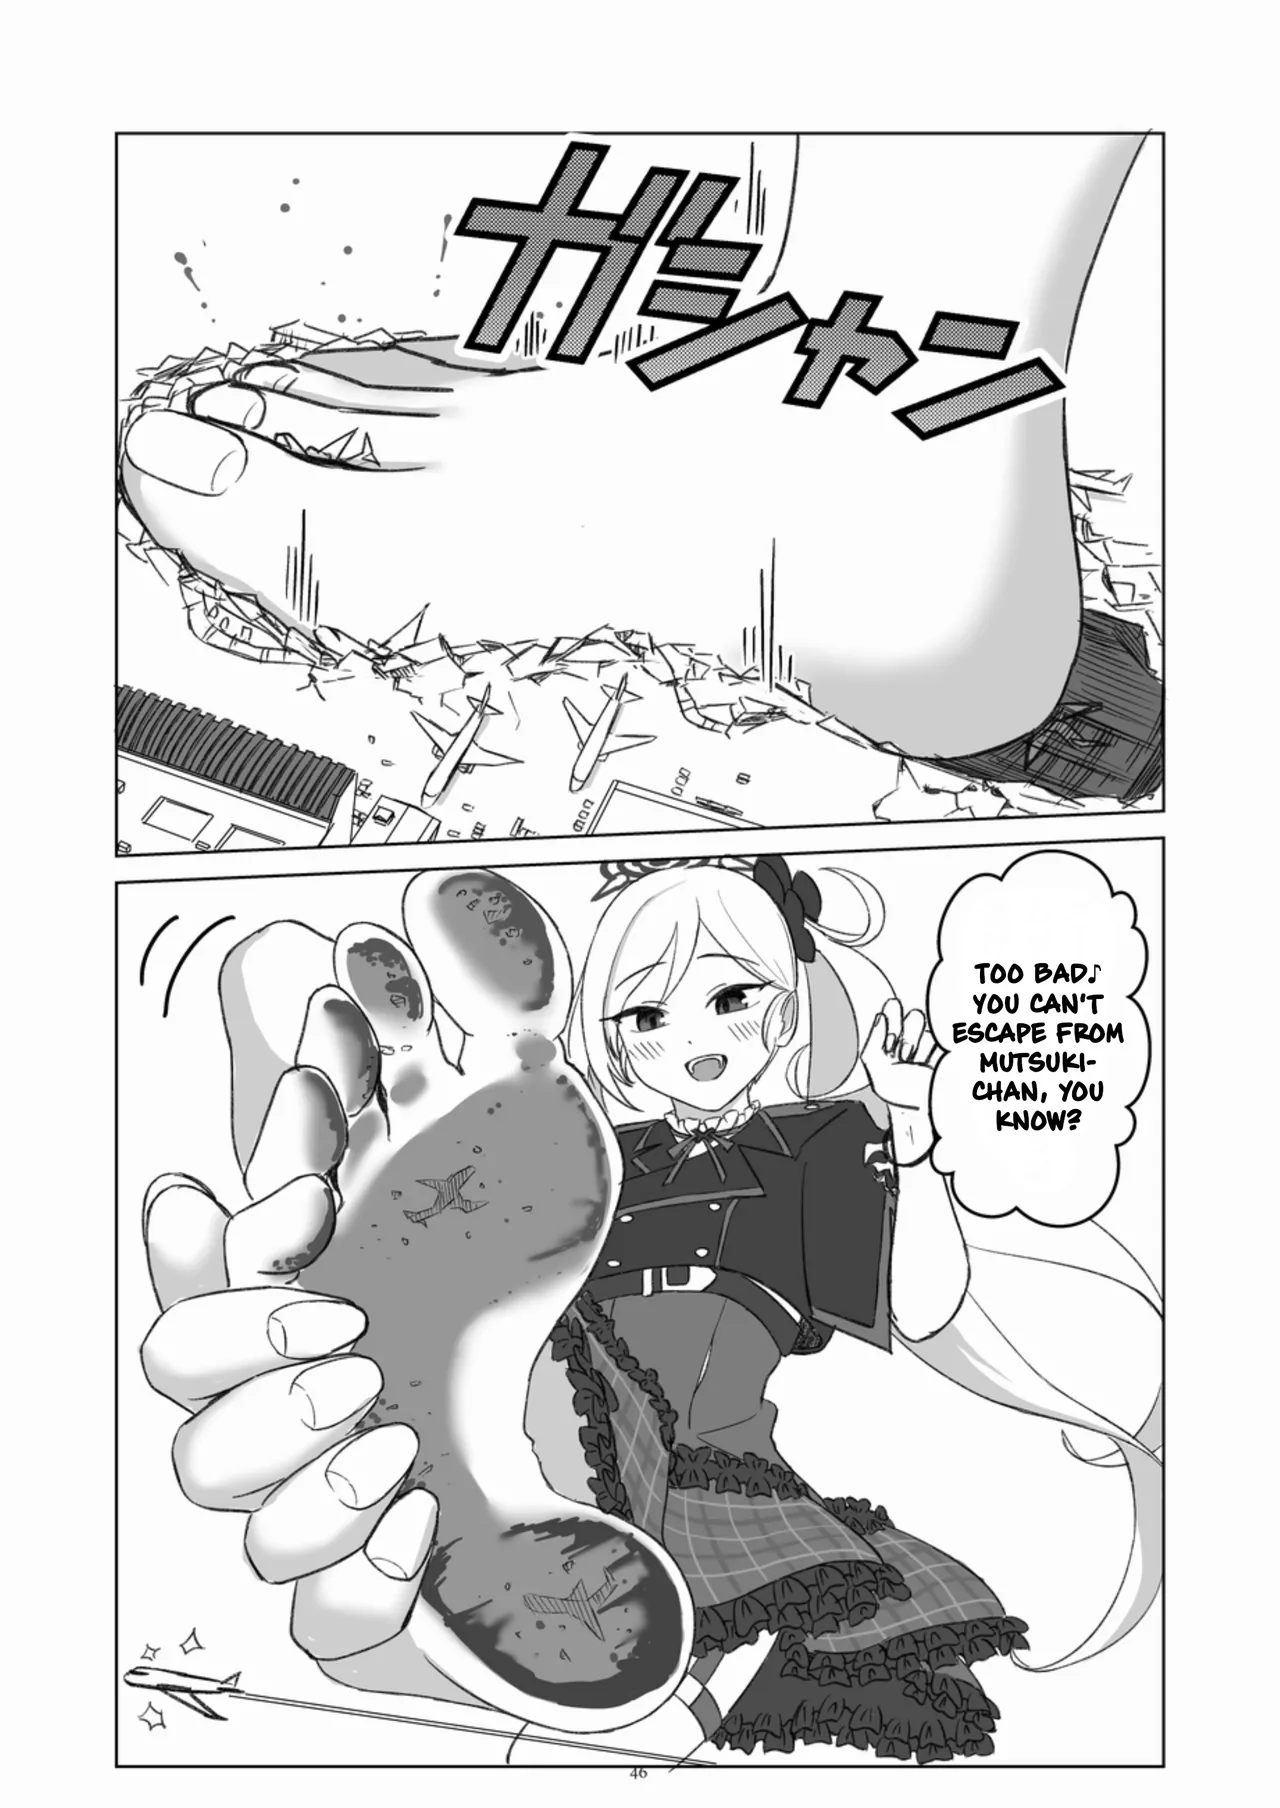 ガシャン
TOO BAD♪
YOU CAN'T
ESCAPE FROM
MUTSUKI-
CHAN, YOU
KNOW?
46